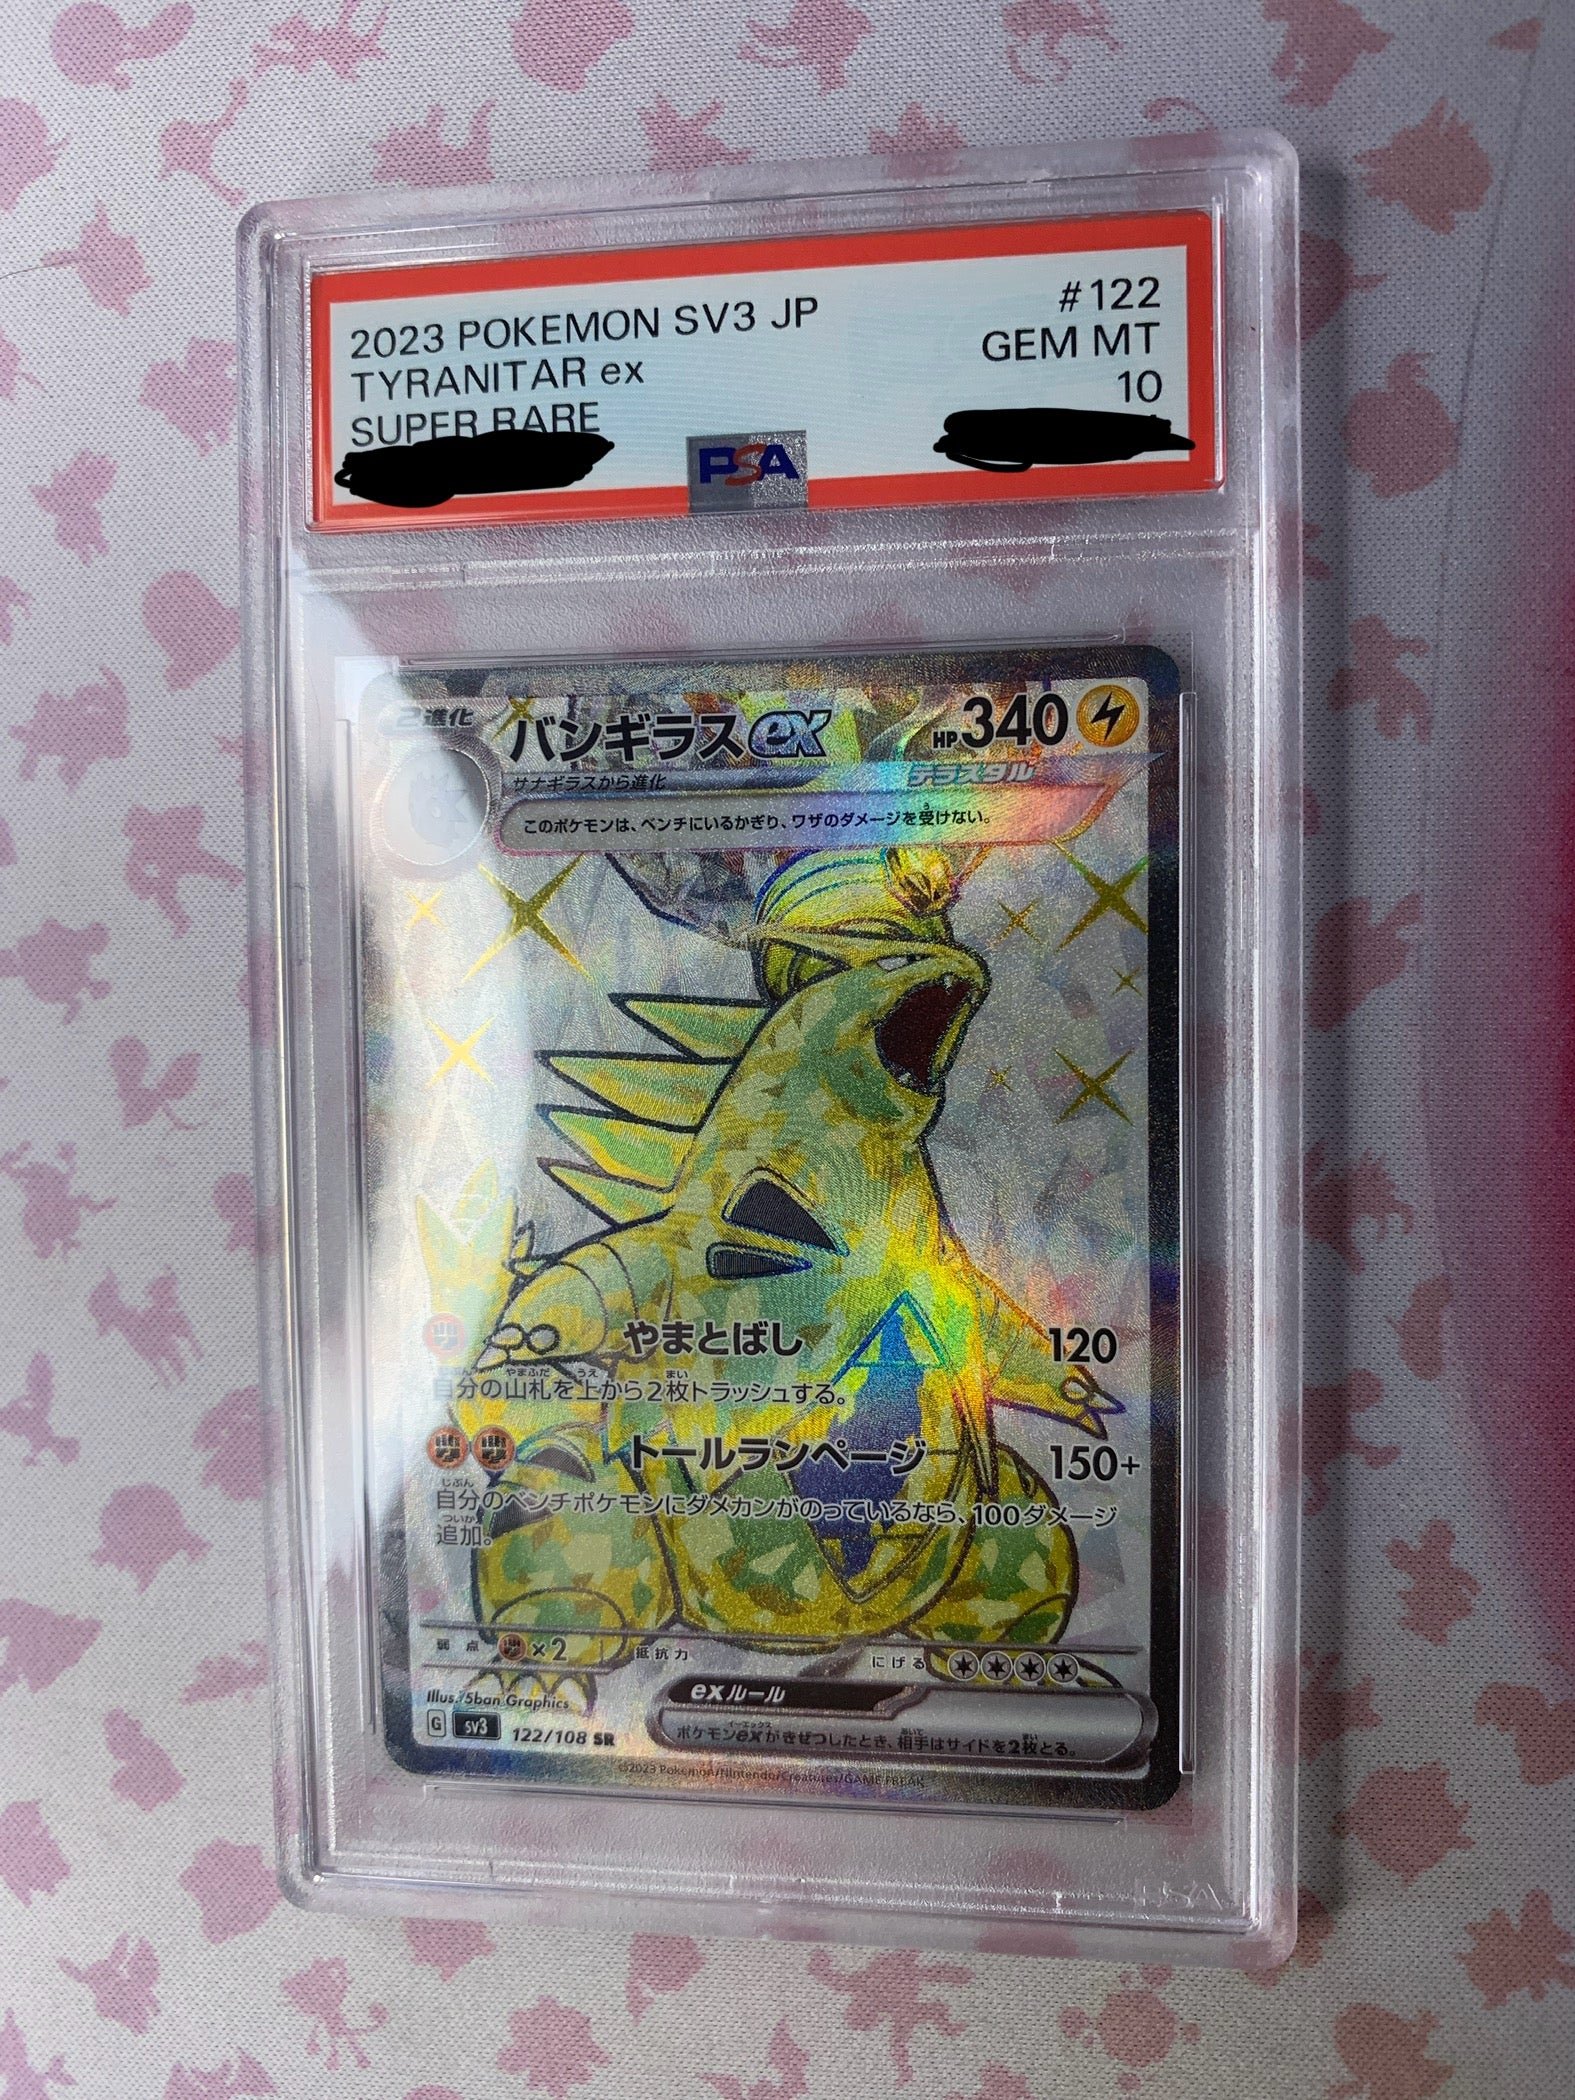 2023 POKEMON SV3 JP
#122
TYRANITAR ex
GEM MT
SUPER RARE
10
PSA
2進化
バンギラスex
HP340
サナギラスから進化
テラスタル
このポケモンは、ベンチにいるかぎり、ワザのダメージを受けない。
やまとばし
120
自分の山札を上から2枚トラッシュする。
トールランページ
150+
自分のベンチポケモンにダメカンがのっているなら、100ダメージ
追加。
弱点 ×2 抵抗力 にげる
Illus. 5ban Graphics
exルール
G SV3 122/108 SR
ポケモンexがきぜつしたとき、相手はサイドを2枚とる。
©2023 Pokémon/Nintendo/Creatures/GAME FREAK
PSA